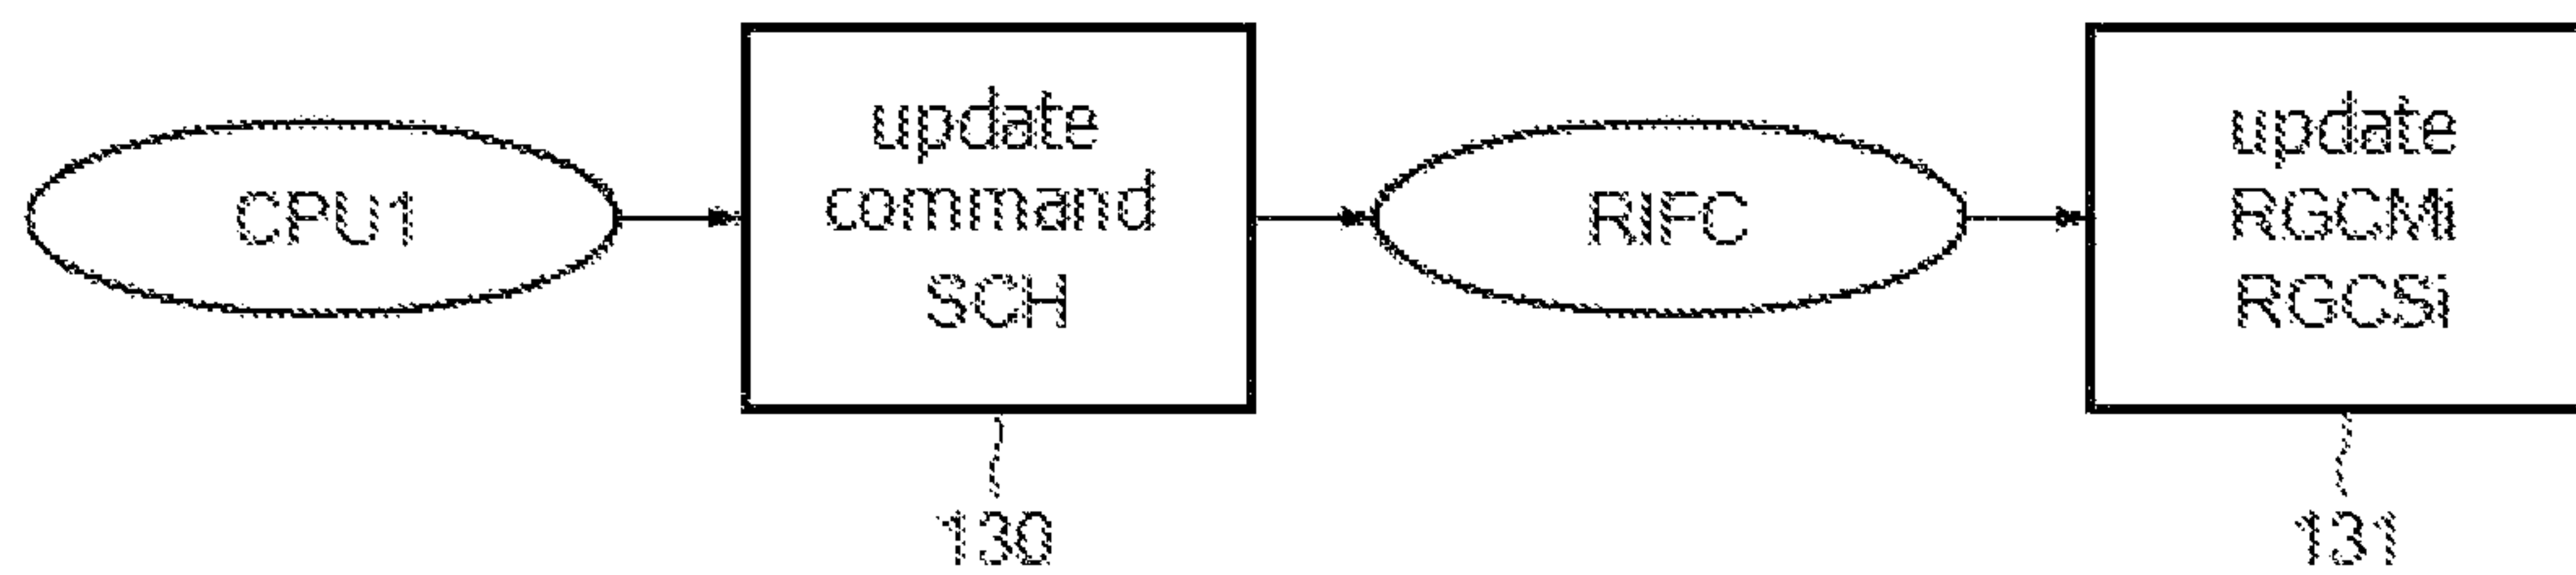 CPU1
update
command
SCH
RIFC
update
RGCMi
RGCSi
130
131